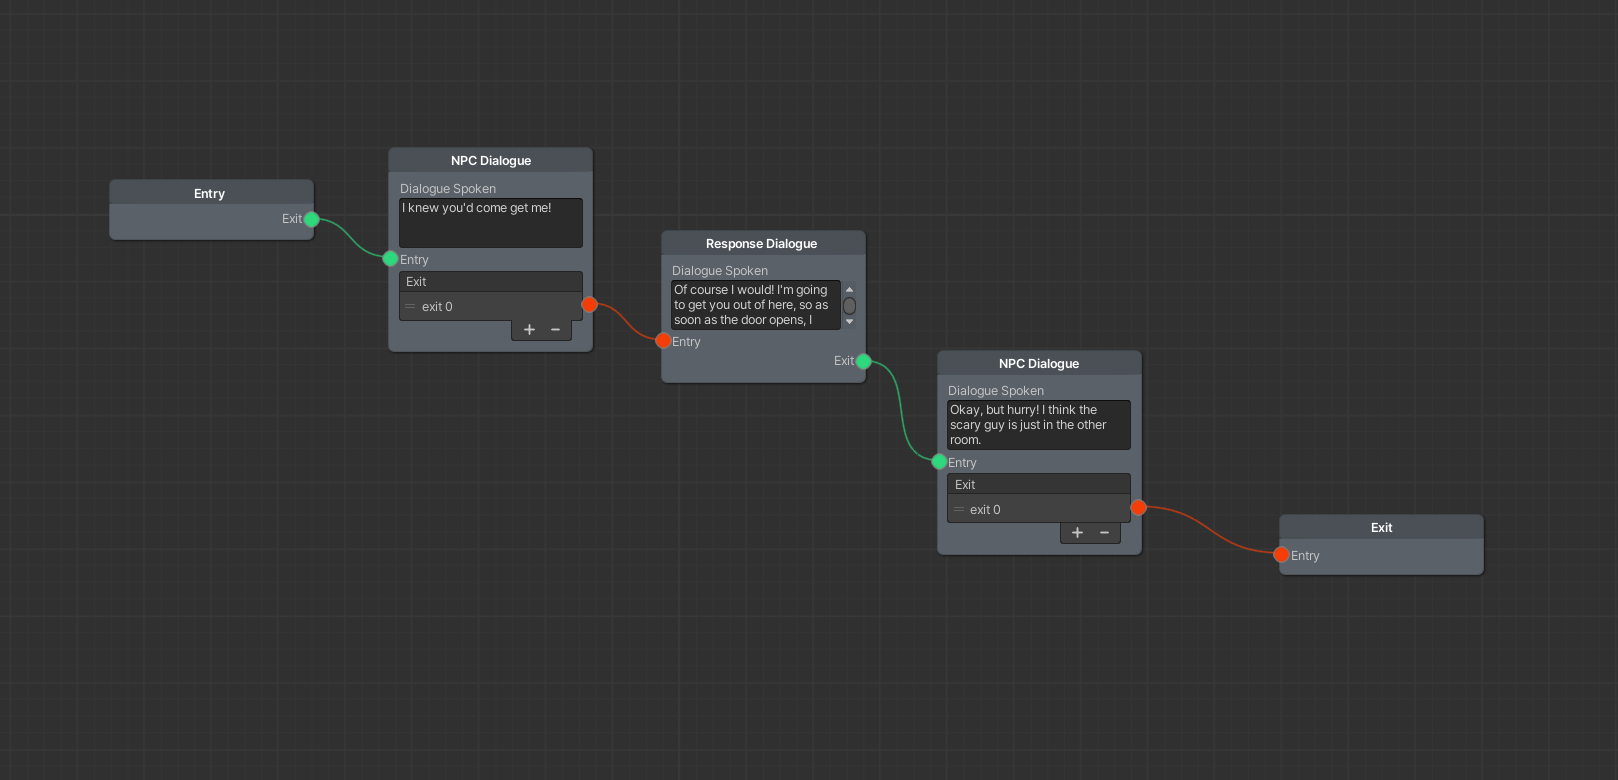 Entry
Exit
NPC Dialogue
Dialogue Spoken
I knew you'd come get me!
Entry
Exit
exit 0
+ −
Response Dialogue
Dialogue Spoken
Of course I would! I'm going
to get you out of here, so as
soon as the door opens, I
Entry
Exit
NPC Dialogue
Dialogue Spoken
Okay, but hurry! I think the
scary guy is just in the other
room.
Entry
Exit
exit 0
+ −
Exit
Entry